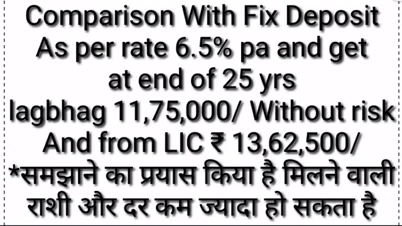 Comparison With Fix Deposit
As per rate 6.5% pa and get
at end of 25 yrs
lagbhag 11,75,000/ Without risk
And from LIC ₹ 13,62,500/
*समझाने का प्रयास किया है मिलने वाली
राशी और दर कम ज्यादा हो सकता है